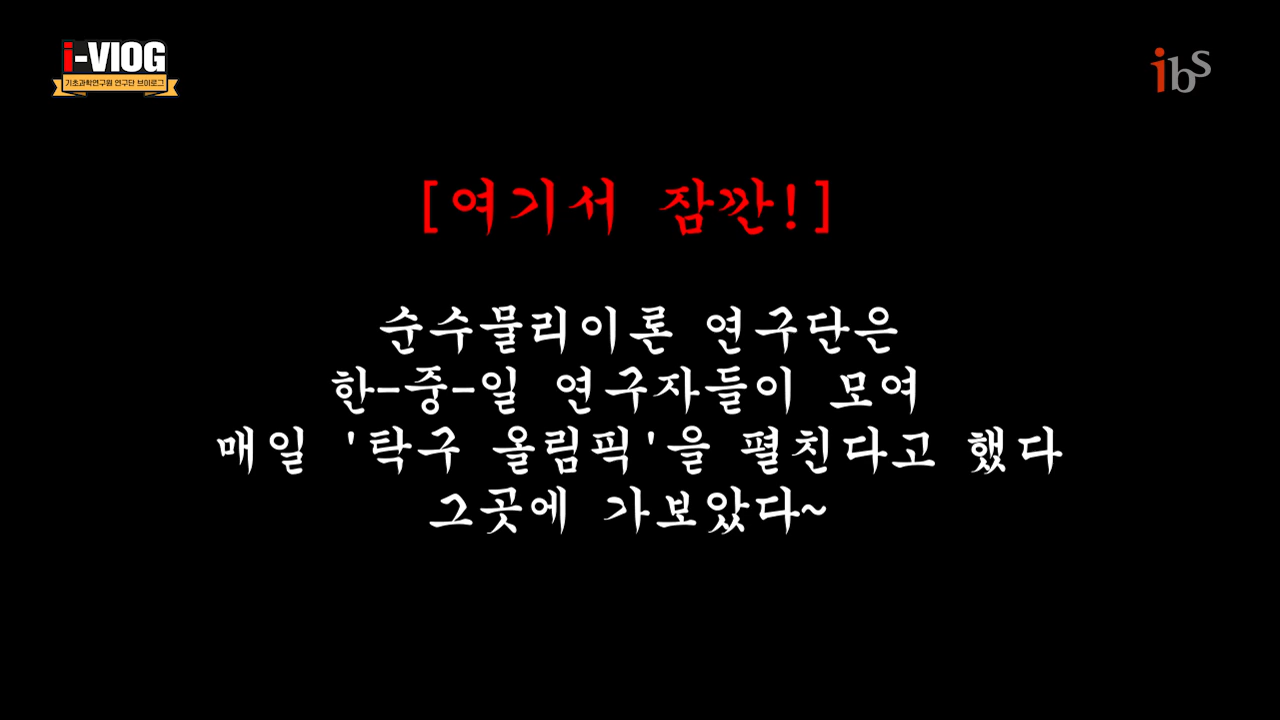 i-VIOG
기초과학연구원 연구단 브이로그
ibs
[여기서 잠깐!]
순수물리이론 연구단은
한-중-일 연구자들이 모여
매일 '탁구 올림픽'을 펼친다고 했다
그곳에 가보았다~